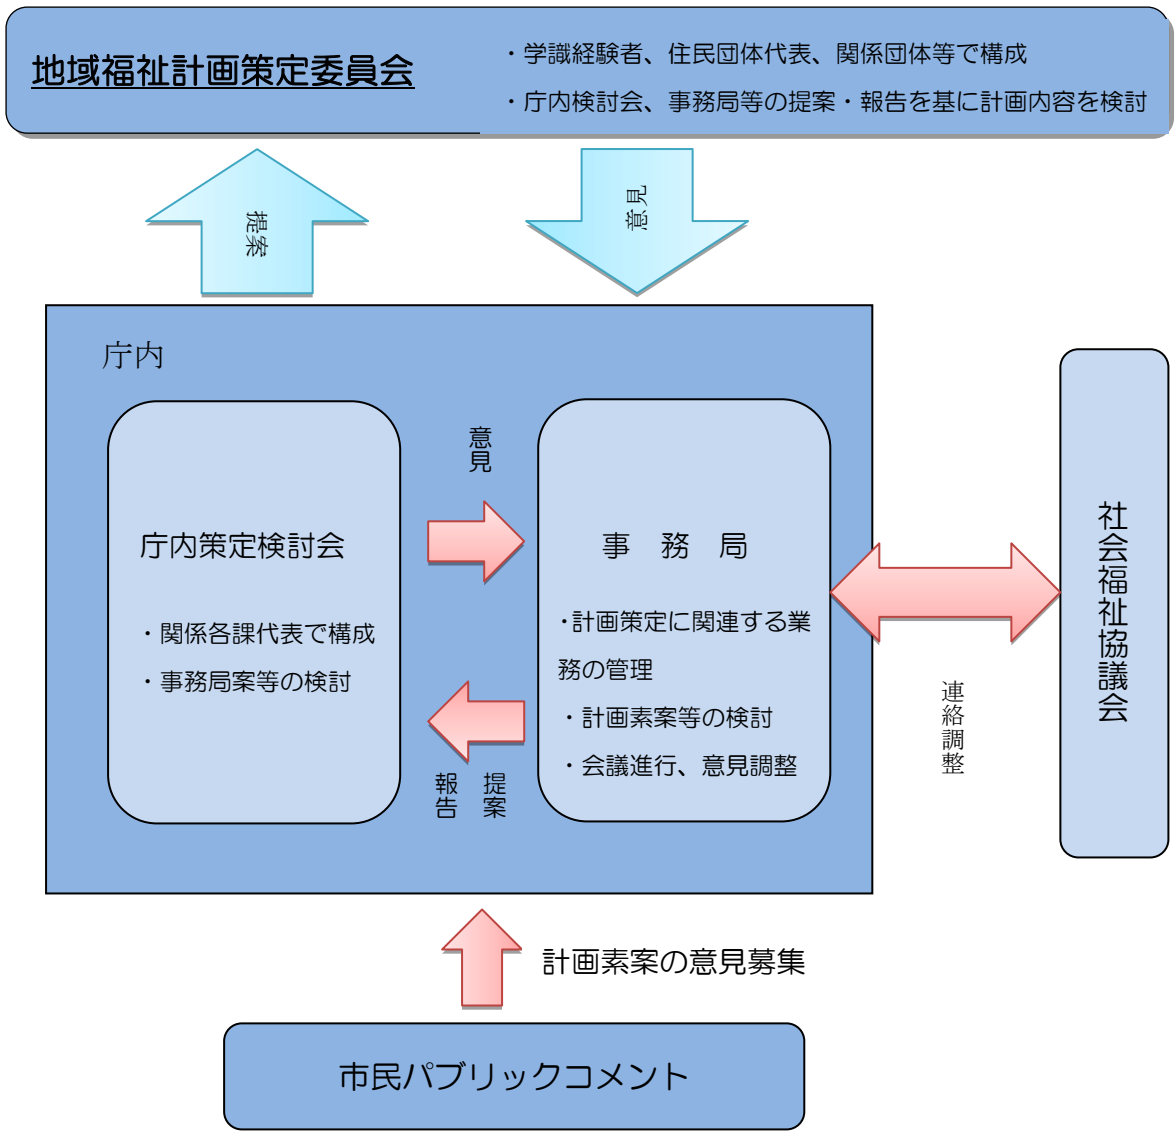 地域福祉計画策定委員会
・学識経験者、住民団体代表、関係団体等で構成
・庁内検討会、事務局等の提案・報告を基に計画内容を検討
提案
意見
庁内
意見
庁内策定検討会
・関係各課代表で構成
・事務局案等の検討
事　務　局
・計画策定に関連する業
務の管理
・計画素案等の検討
・会議進行、意見調整
提案
報告
連絡調整
社会福祉協議会
計画素案の意見募集
市民パブリックコメント